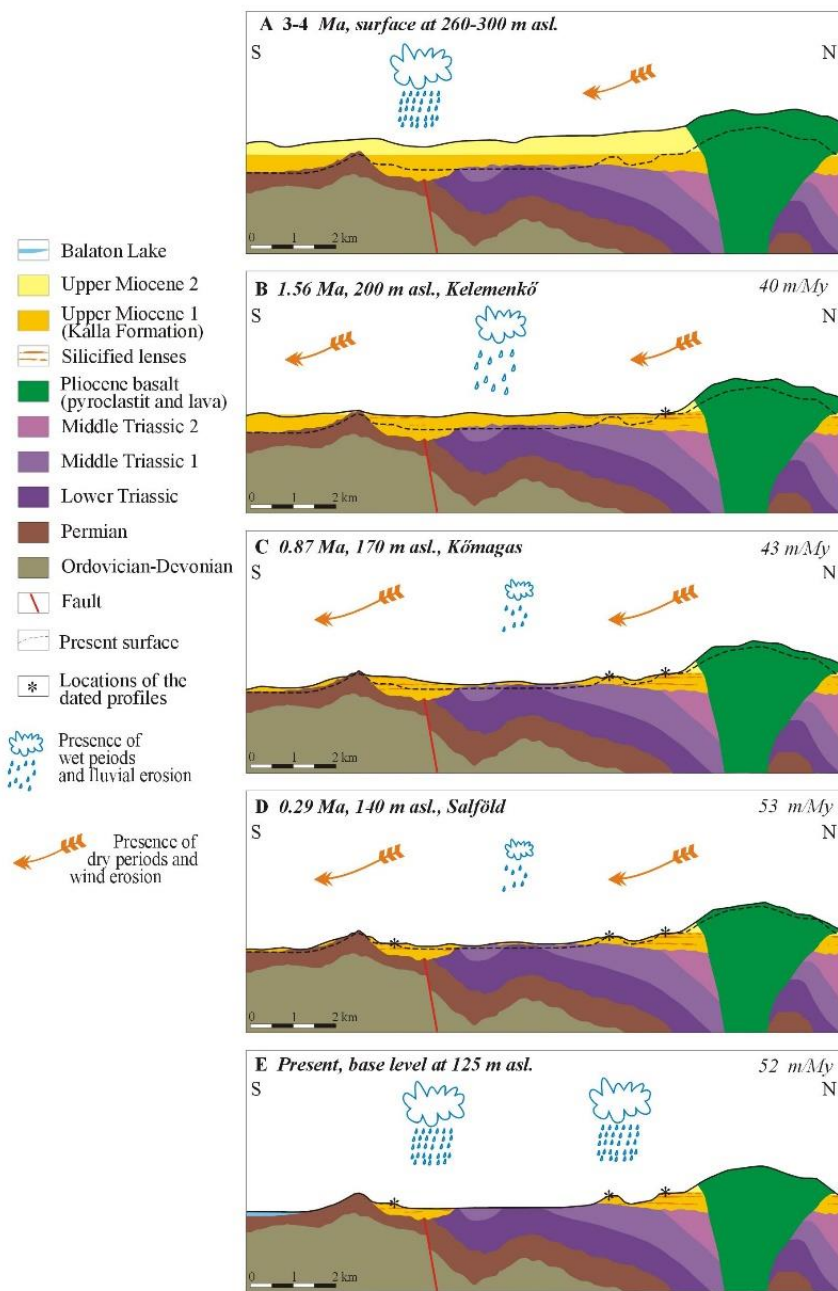 A 3-4 Ma, surface at 260-300 m asl.
S
N
0 1 2 km
Balaton Lake
Upper Miocene 2
Upper Miocene 1
(Kálla Formation)
Silicified lenses
Pliocene basalt
(pyroclastit and lava)
Middle Triassic 2
Middle Triassic 1
Lower Triassic
Permian
Ordovician-Devonian
Fault
Present surface
* Locations of the
dated profiles
Presence of
wet peiods
and fluvial erosion
Presence of
dry periods and
wind erosion
B 1.56 Ma, 200 m asl., Kelemenkő
40 m/My
S
N
*
0 1 2 km
C 0.87 Ma, 170 m asl., Kőmagas
43 m/My
S
N
* *
0 1 2 km
D 0.29 Ma, 140 m asl., Salföld
53 m/My
S
N
* * *
0 1 2 km
E Present, base level at 125 m asl.
52 m/My
S
N
* * *
0 1 2 km